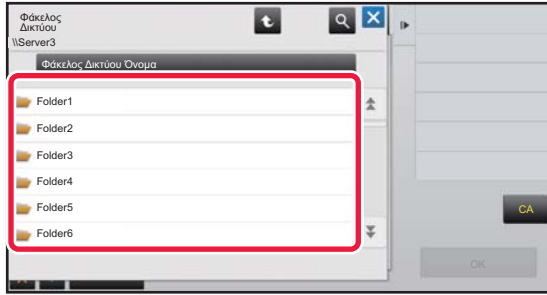 Φάκελος
Δικτύου
\\Server3
Φάκελος Δικτύου Όνομα
Folder1
Folder2
Folder3
Folder4
Folder5
Folder6
CA
OK